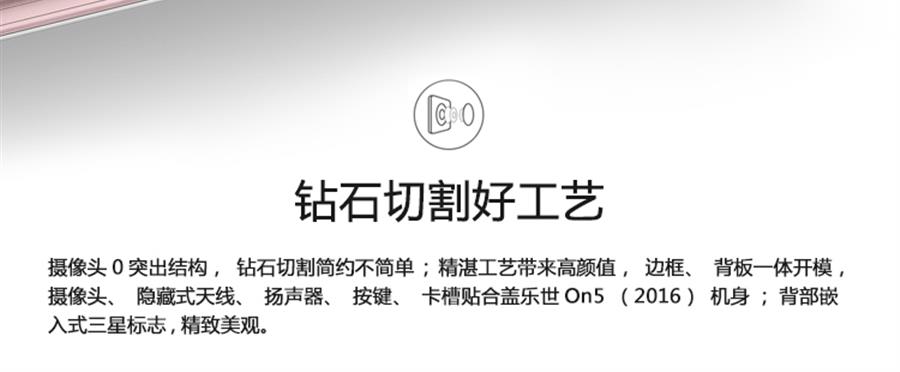 钻石切割好工艺
摄像头 0 突出结构， 钻石切割简约不简单；精湛工艺带来高颜值， 边框、 背板一体开模，
摄像头、 隐藏式天线、 扬声器、 按键、 卡槽贴合盖乐世 On5 （2016） 机身 ；背部嵌
入式三星标志，精致美观。